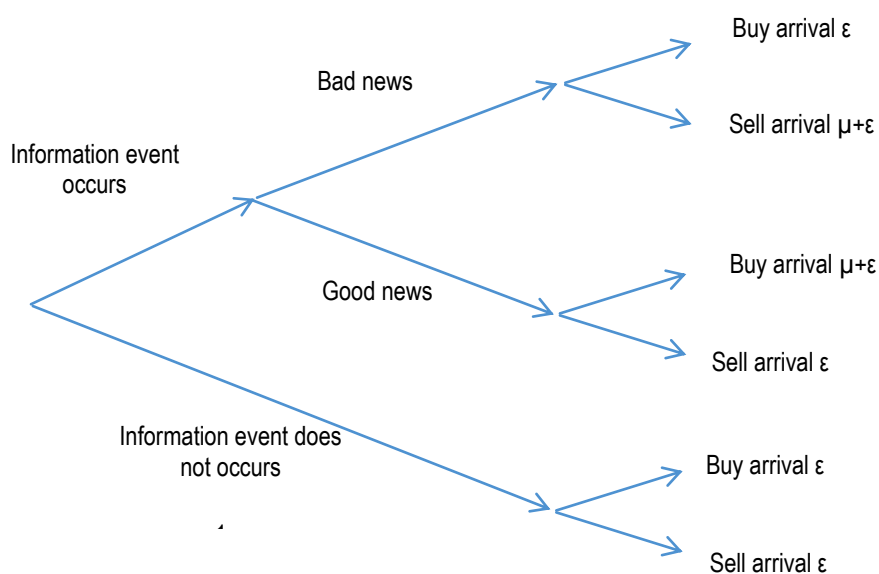 Buy arrival ε
Bad news
Sell arrival μ+ε
Information event
occurs
Buy arrival μ+ε
Good news
Sell arrival ε
Information event does
not occurs
Buy arrival ε
Sell arrival ε